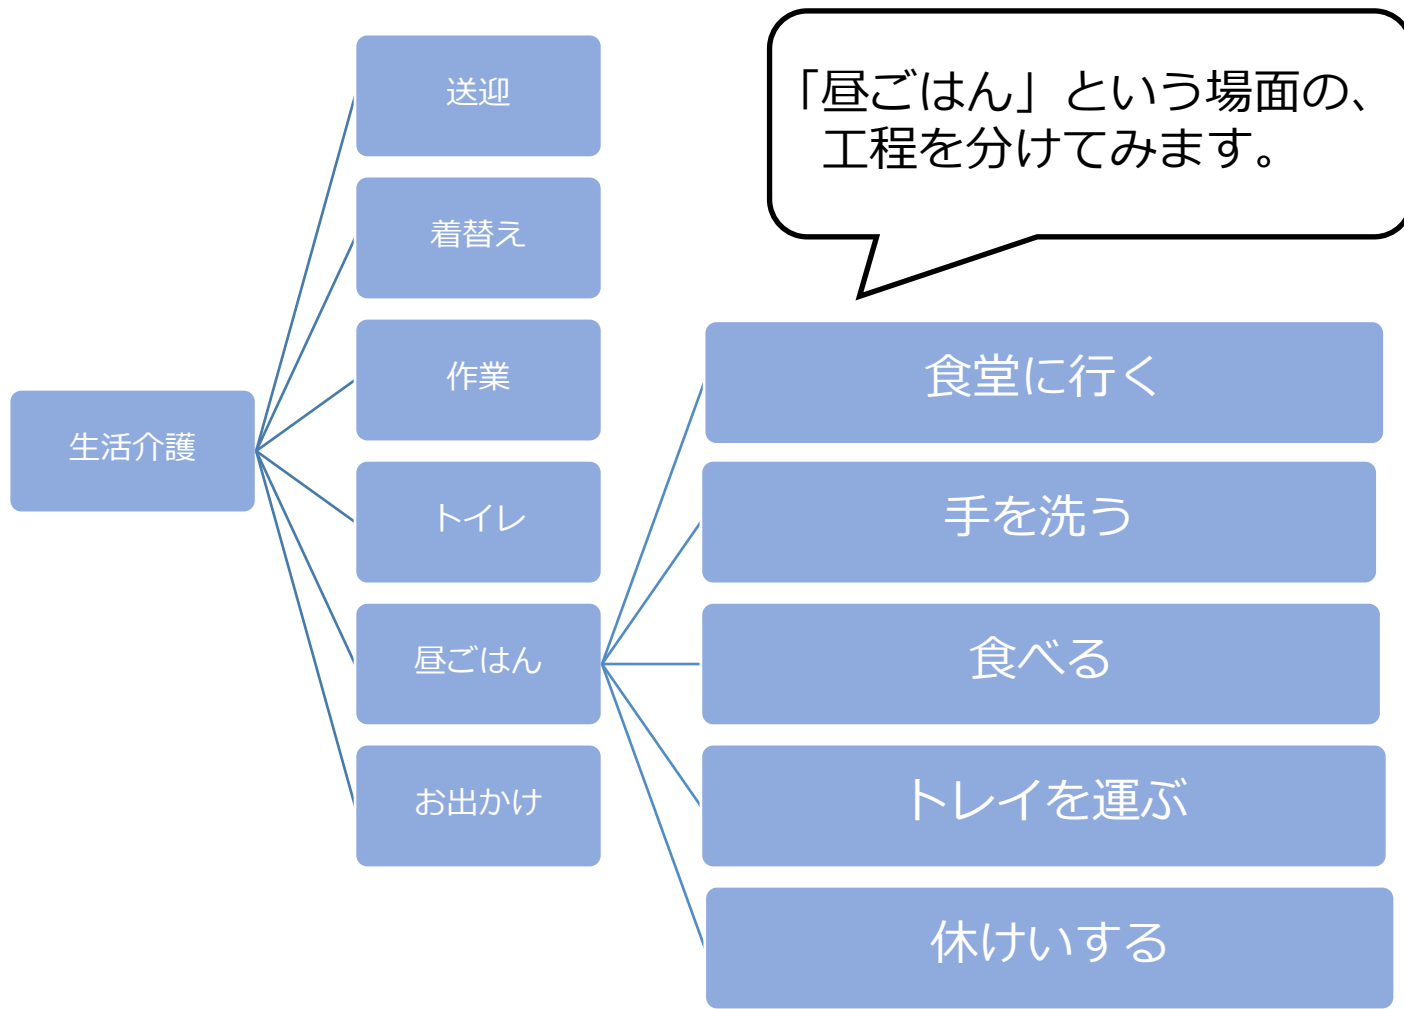 生活介護
送迎
着替え
作業
トイレ
昼ごはん
お出かけ
「昼ごはん」という場面の、
工程を分けてみます。
食堂に行く
手を洗う
食べる
トレイを運ぶ
休けいする